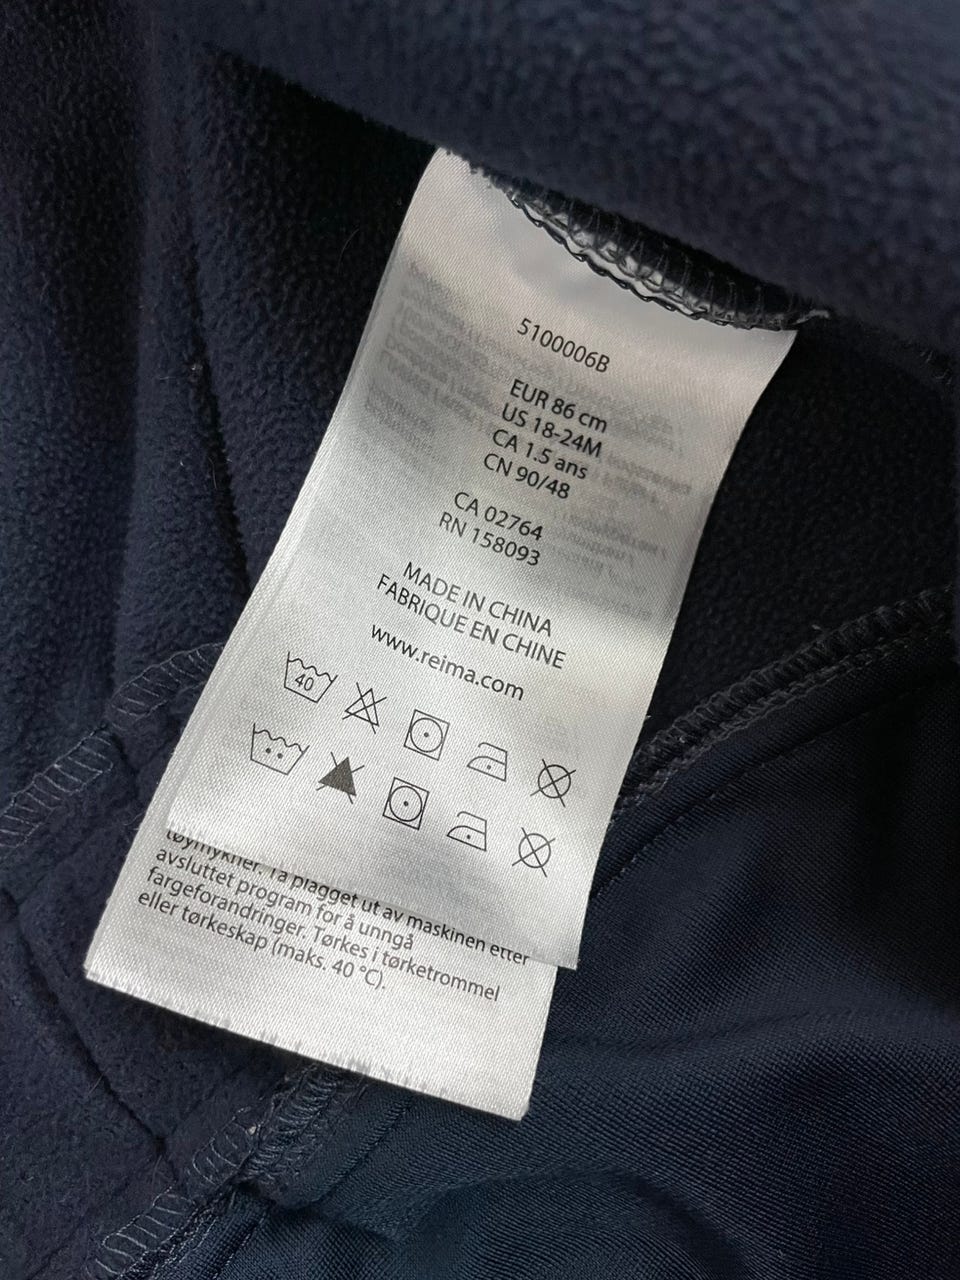 5100006B
EUR 86 cm
US 18-24M
CA 1.5 ans
CN 90/48
CA 02764
RN 158093
MADE IN CHINA
FABRIQUE EN CHINE
www.reima.com
40
tøymykner. Ta plagget ut av maskinen etter
avsluttet program for å unngå
fargeforandringer. Tørkes i tørketrommel
eller tørkeskap (maks. 40 °C).